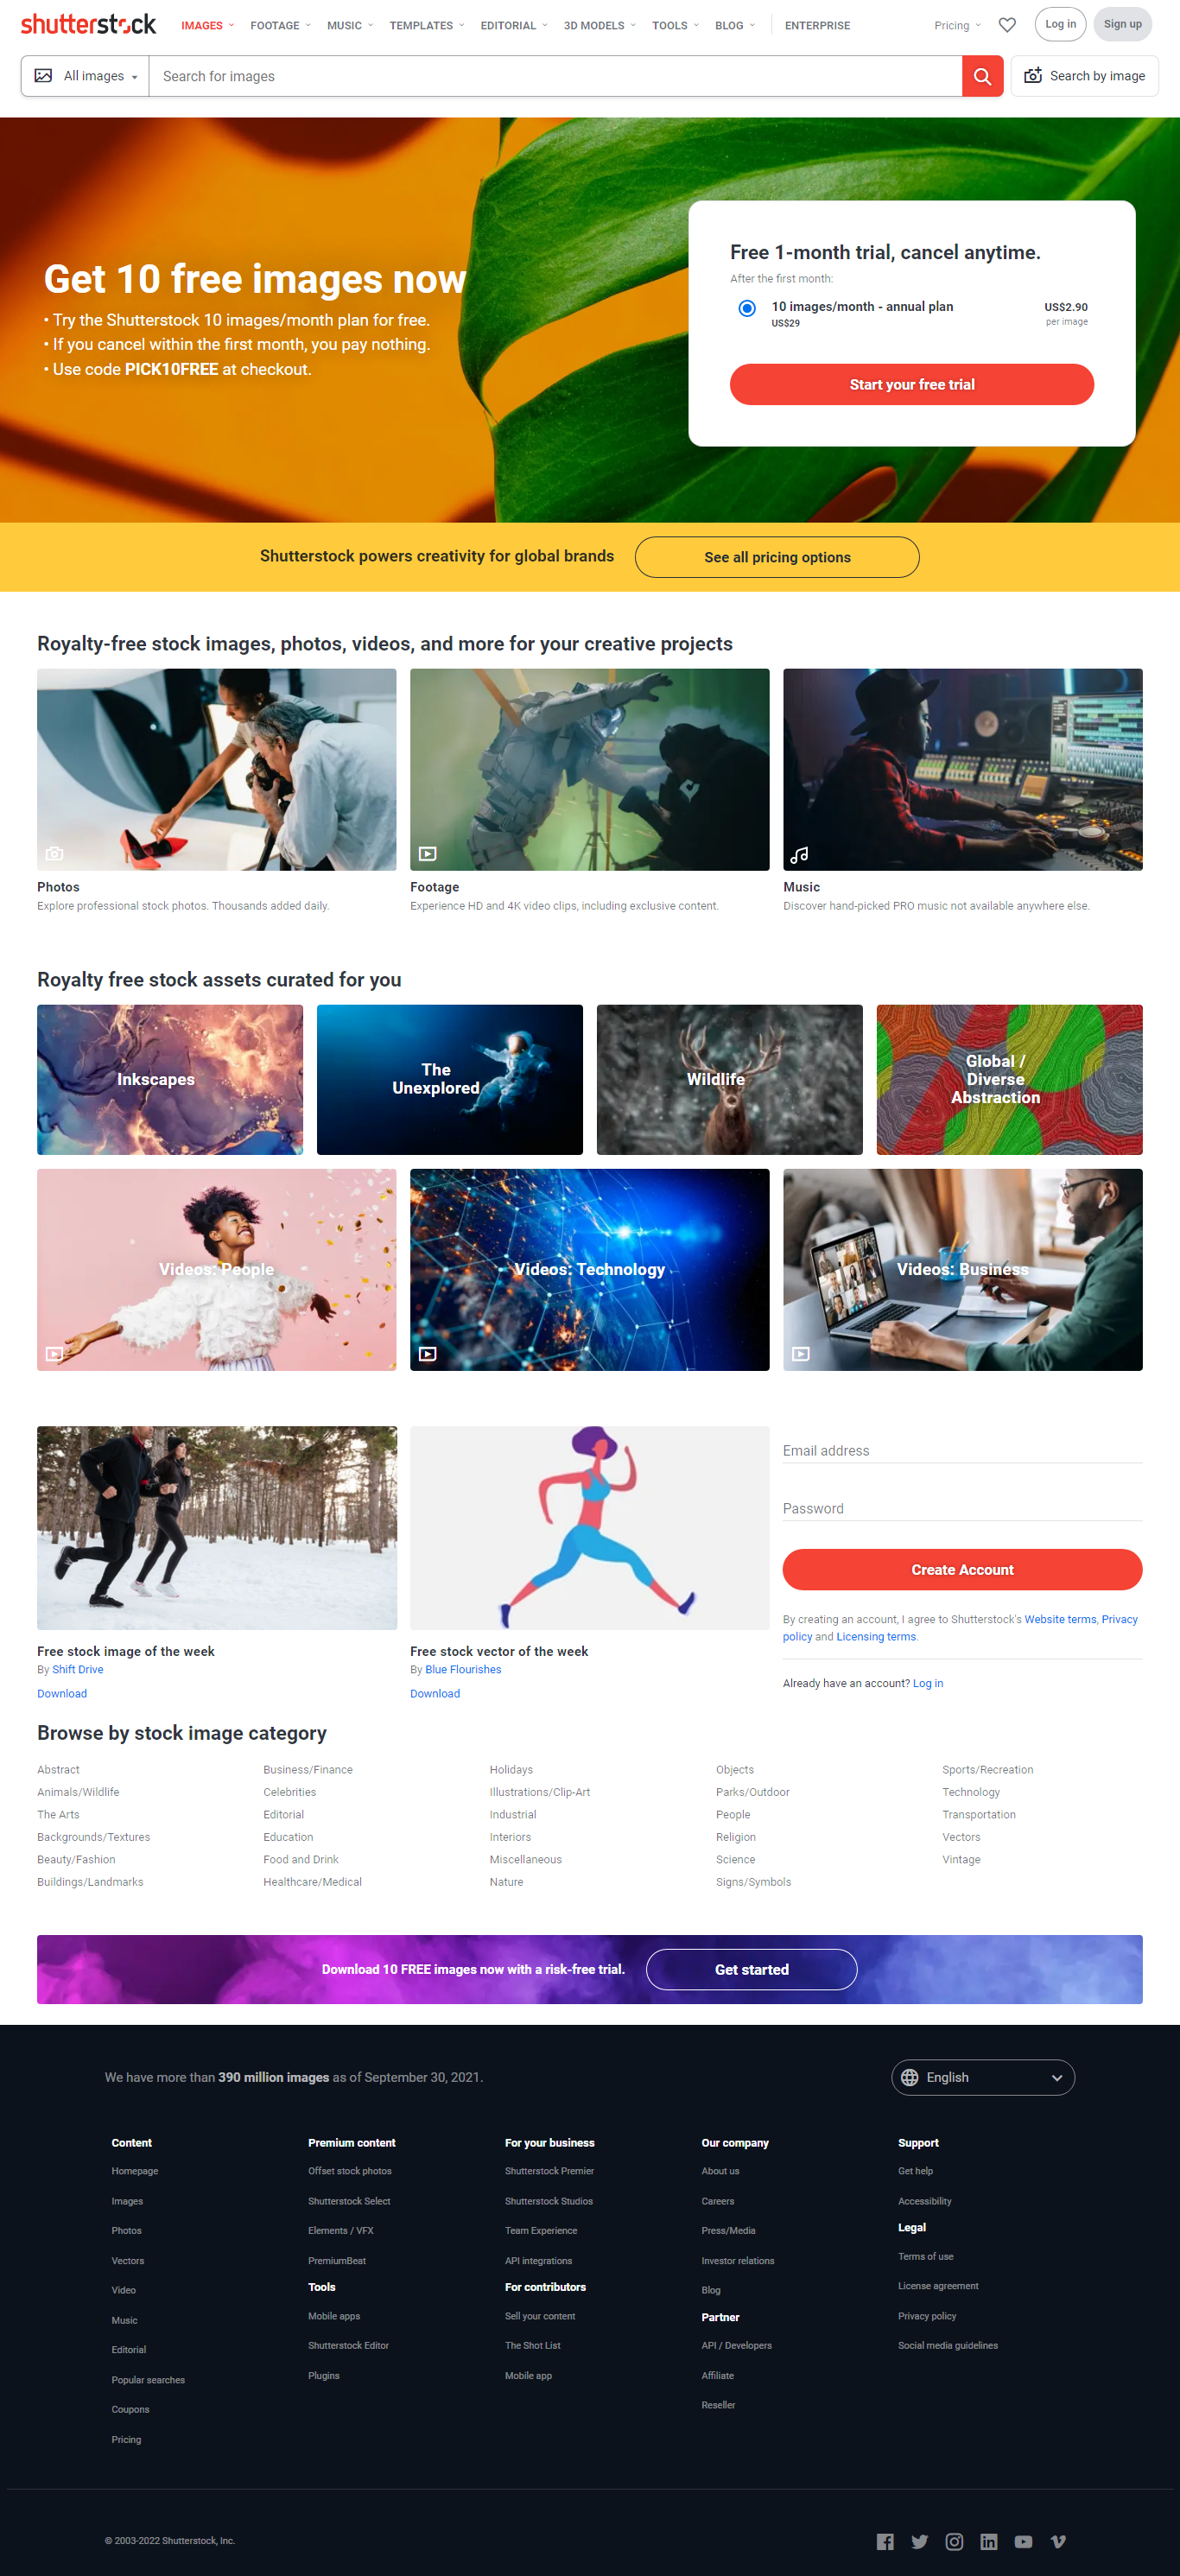 shutterstock
IMAGES FOOTAGE MUSIC TEMPLATES EDITORIAL 3D MODELS TOOLS BLOG ENTERPRISE Pricing Log in Sign up
All images Search for images Search by image
Get 10 free images now
• Try the Shutterstock 10 images/month plan for free.
• If you cancel within the first month, you pay nothing.
• Use code PICK10FREE at checkout.
Free 1-month trial, cancel anytime.
After the first month:
10 images/month - annual plan US$2.90
US$29 per image
Start your free trial
Shutterstock powers creativity for global brands See all pricing options
Royalty-free stock images, photos, videos, and more for your creative projects
Photos
Explore professional stock photos. Thousands added daily.
Footage
Experience HD and 4K video clips, including exclusive content.
Music
Discover hand-picked PRO music not available anywhere else.
Royalty free stock assets curated for you
Inkscapes
The
Unexplored
Wildlife
Global /
Diverse
Abstraction
Videos: People
Videos: Technology
Videos: Business
Free stock image of the week
By Shift Drive
Download
Free stock vector of the week
By Blue Flourishes
Download
Email address
Password
Create Account
By creating an account, I agree to Shutterstock's Website terms, Privacy
policy and Licensing terms.
Already have an account? Log in
Browse by stock image category
Abstract
Animals/Wildlife
The Arts
Backgrounds/Textures
Beauty/Fashion
Buildings/Landmarks
Business/Finance
Celebrities
Editorial
Education
Food and Drink
Healthcare/Medical
Holidays
Illustrations/Clip-Art
Industrial
Interiors
Miscellaneous
Nature
Objects
Parks/Outdoor
People
Religion
Science
Signs/Symbols
Sports/Recreation
Technology
Transportation
Vectors
Vintage
Download 10 FREE images now with a risk-free trial. Get started
We have more than 390 million images as of September 30, 2021.
English
Content
Homepage
Images
Photos
Vectors
Video
Music
Editorial
Popular searches
Coupons
Pricing
Premium content
Offset stock photos
Shutterstock Select
Elements / VFX
PremiumBeat
Tools
Mobile apps
Shutterstock Editor
Plugins
For your business
Shutterstock Premier
Shutterstock Studios
Team Experience
API integrations
For contributors
Sell your content
The Shot List
Mobile app
Our company
About us
Careers
Press/Media
Investor relations
Blog
Partner
API / Developers
Affiliate
Reseller
Support
Get help
Accessibility
Legal
Terms of use
License agreement
Privacy policy
Social media guidelines
© 2003-2022 Shutterstock, Inc.